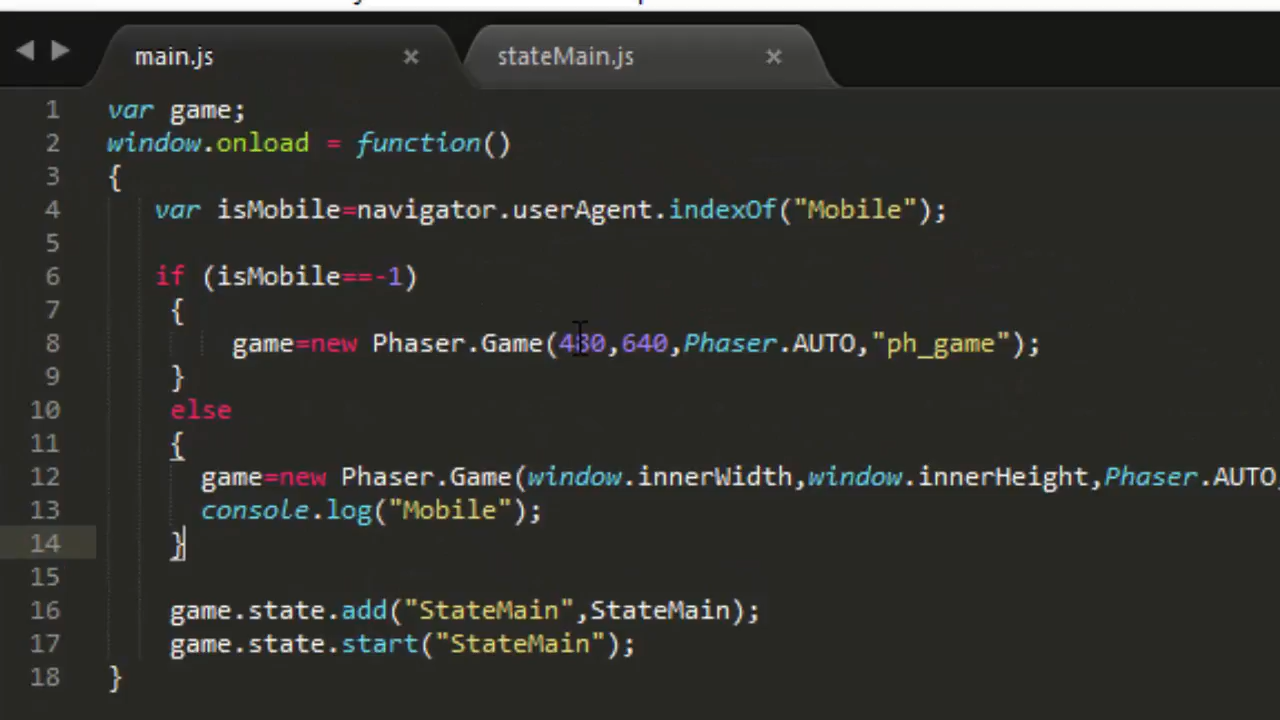 main.js × stateMain.js ×
1 var game;
2 window.onload = function()
3 {
4 var isMobile=navigator.userAgent.indexOf("Mobile");
5
6 if (isMobile==-1)
7 {
8 game=new Phaser.Game(480,640,Phaser.AUTO,"ph_game");
9 }
10 else
11 {
12 game=new Phaser.Game(window.innerWidth,window.innerHeight,Phaser.AUTO,
13 console.log("Mobile");
14 }
15
16 game.state.add("StateMain",StateMain);
17 game.state.start("StateMain");
18 }